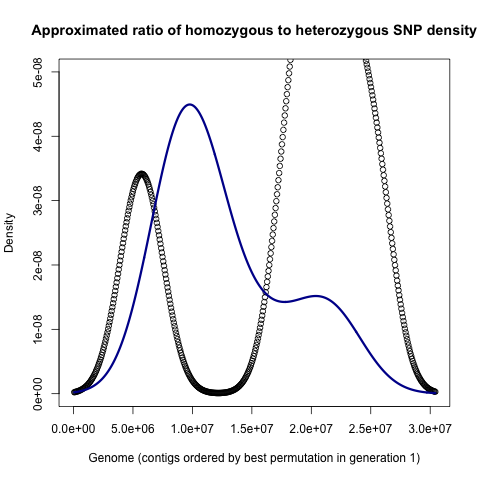 Approximated ratio of homozygous to heterozygous SNP density
Density
5e-08
4e-08
3e-08
2e-08
1e-08
0e+00
0.0e+00 5.0e+06 1.0e+07 1.5e+07 2.0e+07 2.5e+07 3.0e+07
Genome (contigs ordered by best permutation in generation 1)